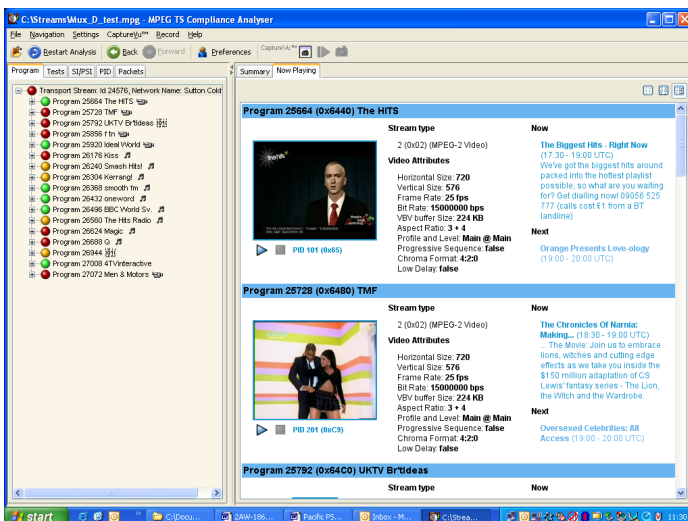 C:\Streams\Mux_D_test.mpg - MPEG TS Compliance Analyser
File Navigation Settings CaptureVu™ Record Help
Restart Analysis Back Forward Preferences CaptureVu™
Program Tests SI/PSI PID Packets
Summary Now Playing
Transport Stream: Id 24576, Network Name: Sutton Cold
Program 25664 The HITS
Program 25728 TMF
Program 25792 UKTV Br'tIdeas
Program 25856 f tn
Program 25920 Ideal World
Program 26176 Kiss
Program 26240 Smash Hits!
Program 26304 Kerrang!
Program 26368 smooth fm
Program 26432 oneword
Program 26496 BBC World Sv.
Program 26560 The Hits Radio
Program 26624 Magic
Program 26688 Q
Program 26944
Program 27008 4TVinteractive
Program 27072 Men & Motors
Program 25664 (0x6440) The HITS
the hits
PID 101 (0x65)
Stream type
2 (0x02) (MPEG-2 Video)
Video Attributes
Horizontal Size: 720
Vertical Size: 576
Frame Rate: 25 fps
Bit Rate: 15000000 bps
VBV buffer Size: 224 KB
Aspect Ratio: 3 ÷ 4
Profile and Level: Main @ Main
Progressive Sequence: false
Chroma Format: 4:2:0
Low Delay: false
Now
The Biggest Hits - Right Now
(17:30 - 19:00 UTC)
We've got the biggest hits around
packed into the hottest playlist
possible, so what are you waiting
for? Get dialling now! 09056 525
777 (calls cost £1 from a BT
landline)
Next
Orange Presents Love-ology
(19:00 - 20:00 UTC)
Program 25728 (0x6480) TMF
PID 201 (0xC9)
Stream type
2 (0x02) (MPEG-2 Video)
Video Attributes
Horizontal Size: 720
Vertical Size: 576
Frame Rate: 25 fps
Bit Rate: 15000000 bps
VBV buffer Size: 224 KB
Aspect Ratio: 3 ÷ 4
Profile and Level: Main @ Main
Progressive Sequence: false
Chroma Format: 4:2:0
Low Delay: false
Now
The Chronicles Of Narnia:
Making... (18:30 - 19:00 UTC)
... The Movie: Join us to embrace
lions, witches and cutting edge
effects as we take you inside the
$150 million adaptation of CS
Lewis' fantasy series - The Lion,
the Witch and the Wardrobe.
Next
Oversexed Celebrities: All
Access (19:00 - 20:00 UTC)
Program 25792 (0x64C0) UKTV Br'tIdeas
Stream type
Now
start C:\Docu... 2AW-186... Pacific PS... Inbox - M... C:\Strea... 11:30